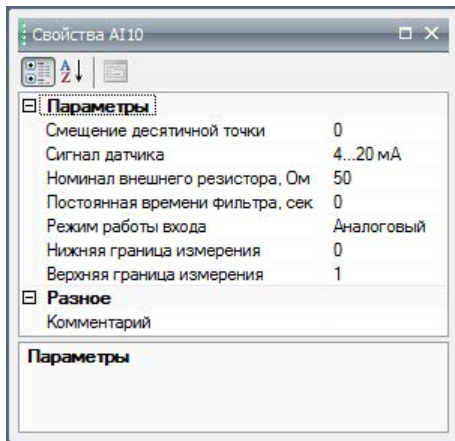 Свойства AI10
Параметры
Смещение десятичной точки 0
Сигнал датчика 4...20 мА
Номинал внешнего резистора, Ом 50
Постоянная времени фильтра, сек 0
Режим работы входа Аналоговый
Нижняя граница измерения 0
Верхняя граница измерения 1
Разное
Комментарий
Параметры